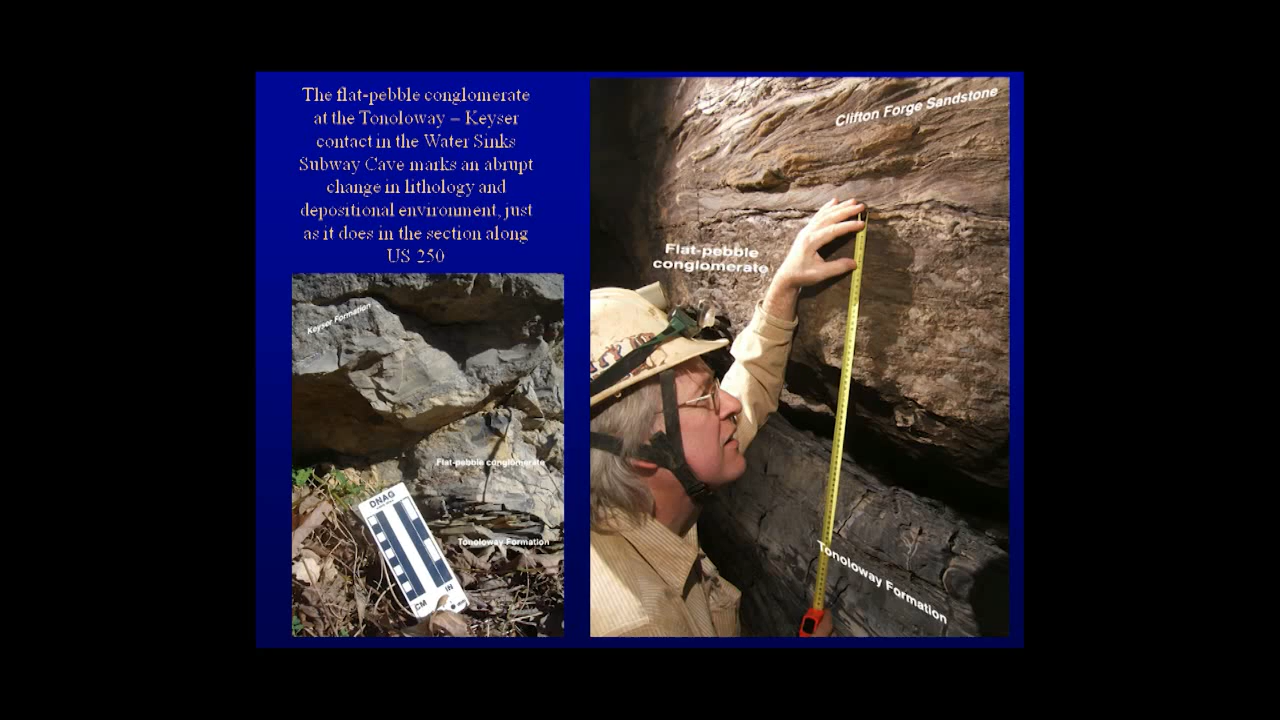 The flat-pebble conglomerate
at the Tonoloway – Keyser
contact in the Water Sinks
Subway Cave marks an abrupt
change in lithology and
depositional environment, just
as it does in the section along
US 250
Keyser Formation
Flat-pebble conglomerate
Tonoloway Formation
DNAG
CM
IN
Clifton Forge Sandstone
Flat-pebble
conglomerate
Tonoloway Formation